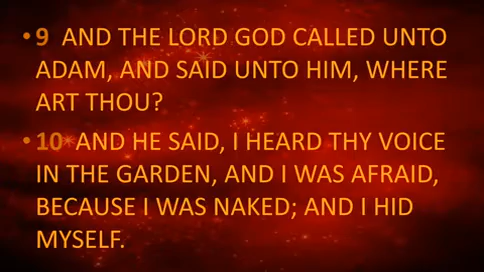 • 9 AND THE LORD GOD CALLED UNTO
ADAM, AND SAID UNTO HIM, WHERE
ART THOU?
• 10 AND HE SAID, I HEARD THY VOICE
IN THE GARDEN, AND I WAS AFRAID,
BECAUSE I WAS NAKED; AND I HID
MYSELF.